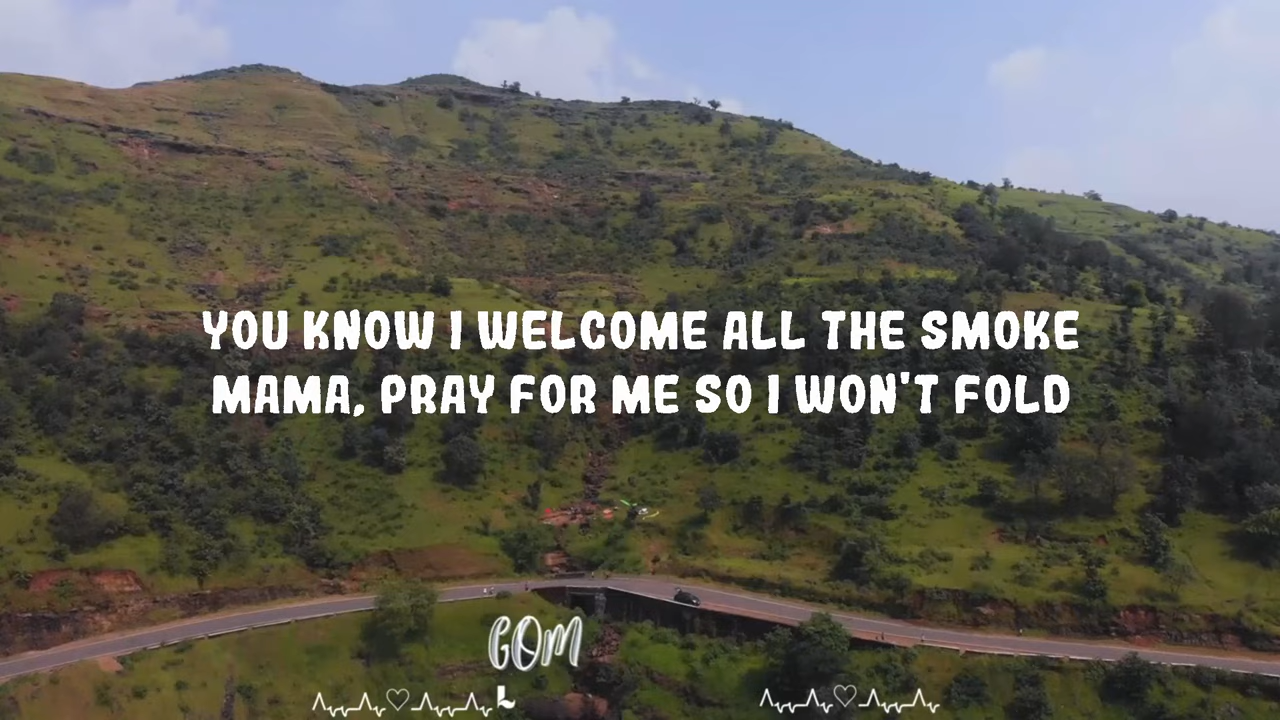 YOU KNOW I WELCOME ALL THE SMOKE
MAMA, PRAY FOR ME SO I WON'T FOLD
GOM
L